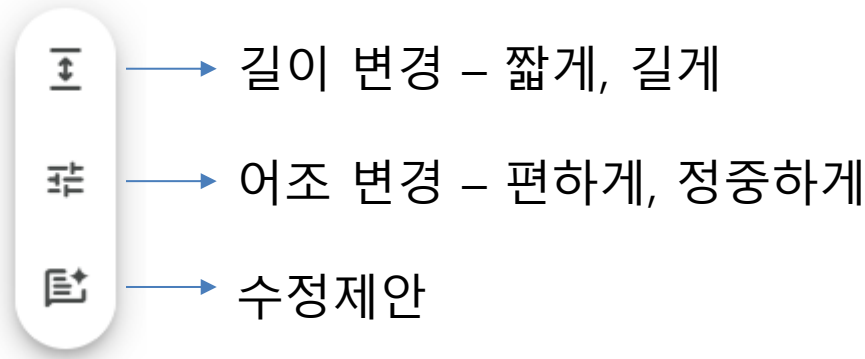 길이 변경 – 짧게, 길게
어조 변경 – 편하게, 정중하게
수정제안